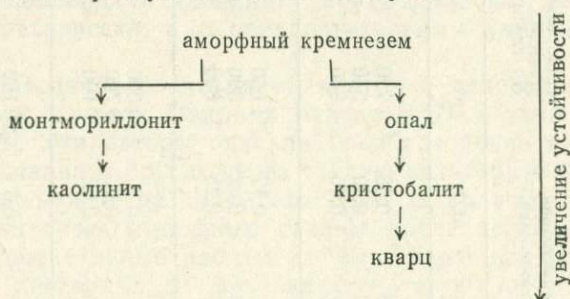 аморфный кремнезем
монтмориллонит
опал
каолинит
кристобалит
кварц
увеличение устойчивости